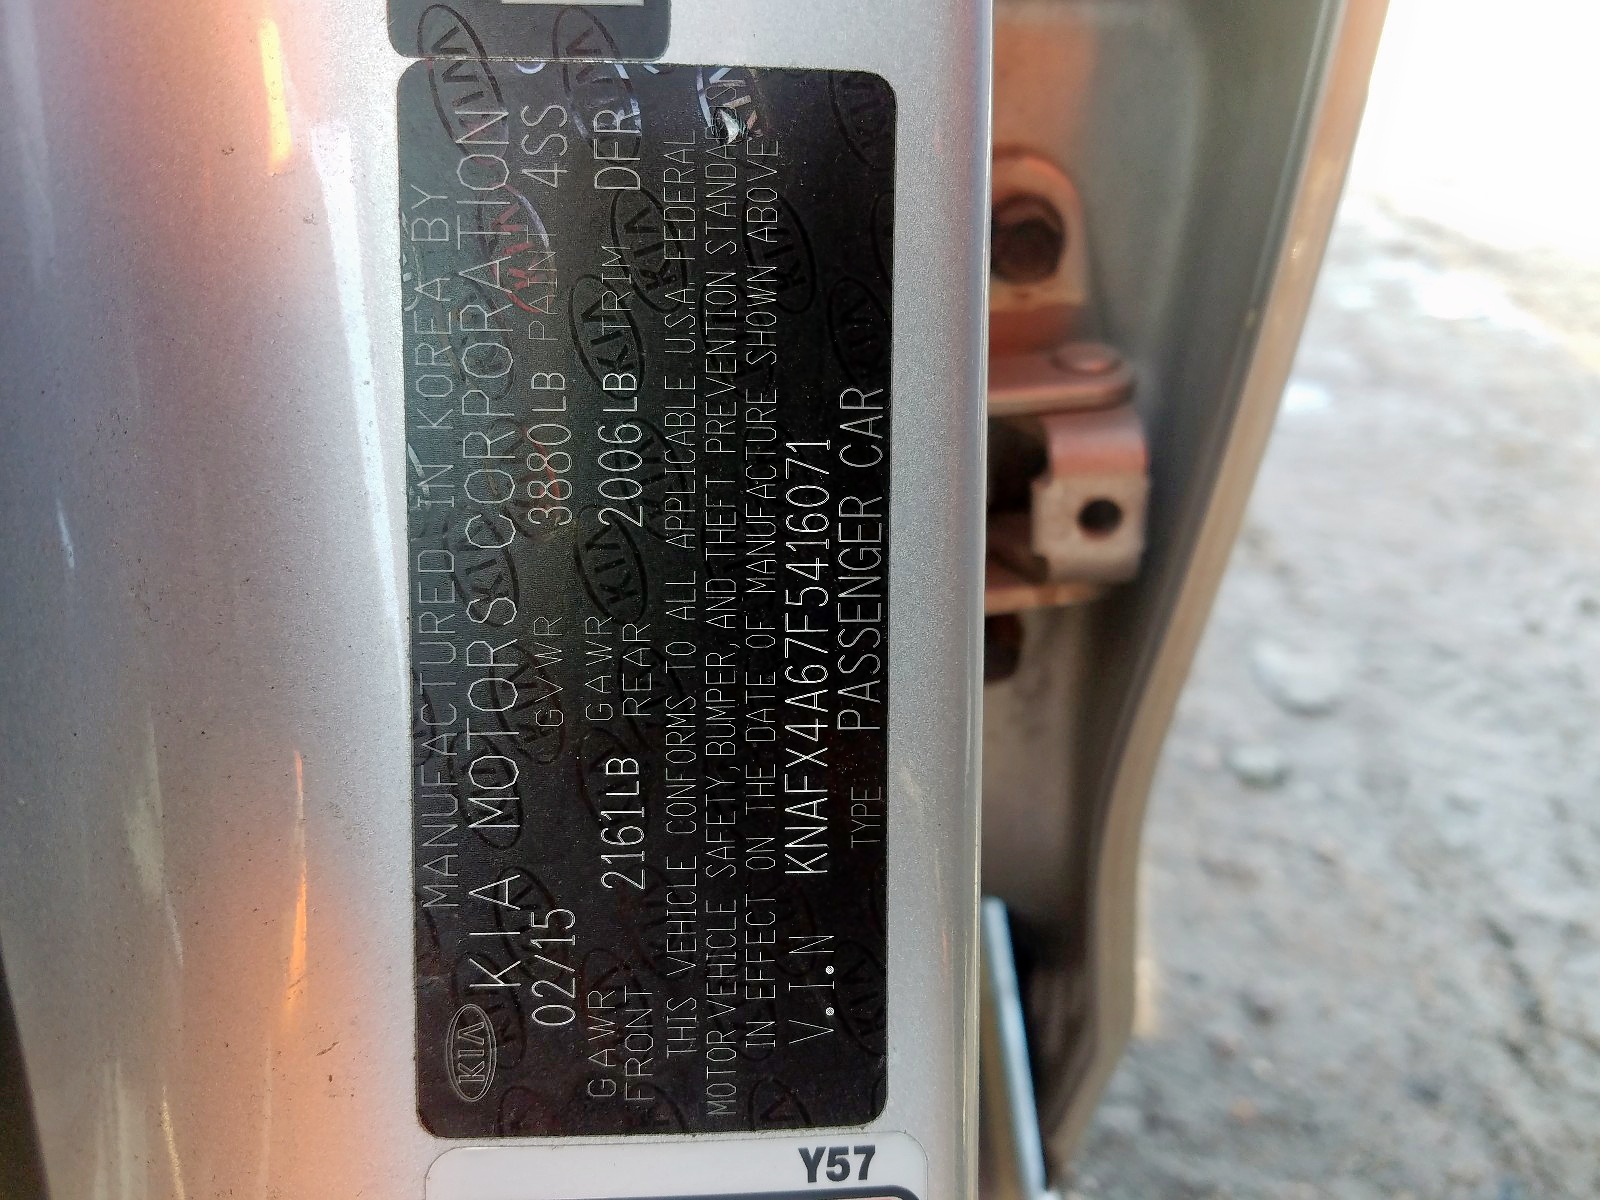 KIA MANUFACTURED IN KOREA BY
KIA MOTORS CORPORATION
02/15 GVWR 3880LB PAINT 4SS
GAWR FRONT 2161LB GAWR REAR 2006LB TRIM DFR
THIS VEHICLE CONFORMS TO ALL APPLICABLE U.S.A. FEDERAL
MOTOR VEHICLE SAFETY, BUMPER, AND THEFT PREVENTION
IN EFFECT ON THE DATE OF MANUFACTURE SHOWN ABOVE
V.I.N KNAFX4A67F5416071
TYPE PASSENGER CAR
Y57